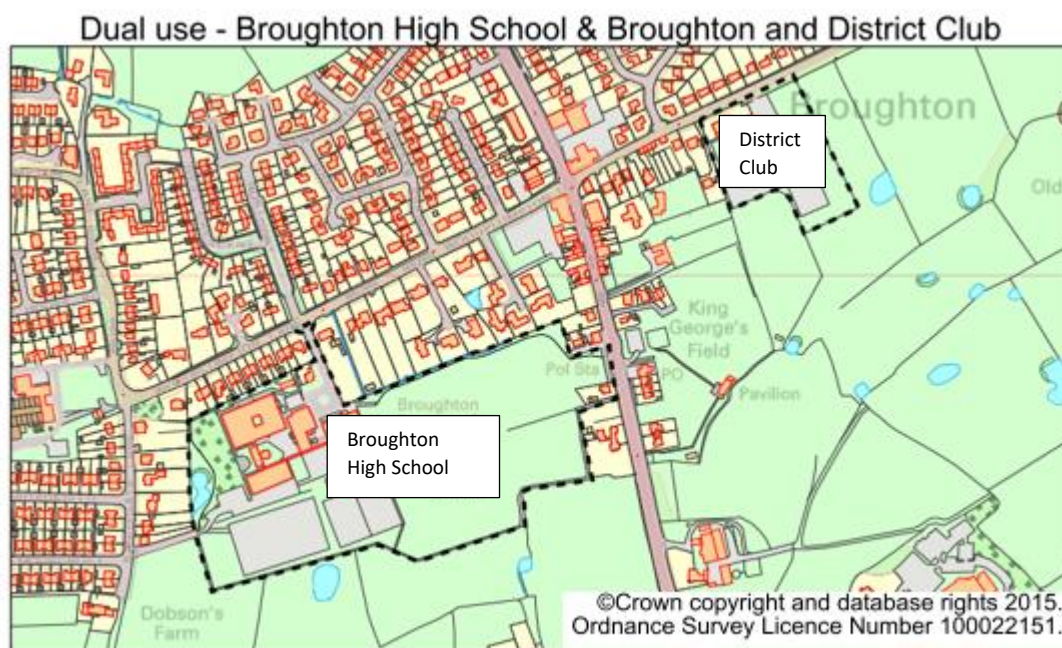 Dual use - Broughton High School & Broughton and District Club
Broughton
District
Club
Old
King
George's
Field
Pol Sta
PO
Pavilion
Broughton
Broughton
High School
Dobson's
Farm
©Crown copyright and database rights 2015.
Ordnance Survey Licence Number 100022151.